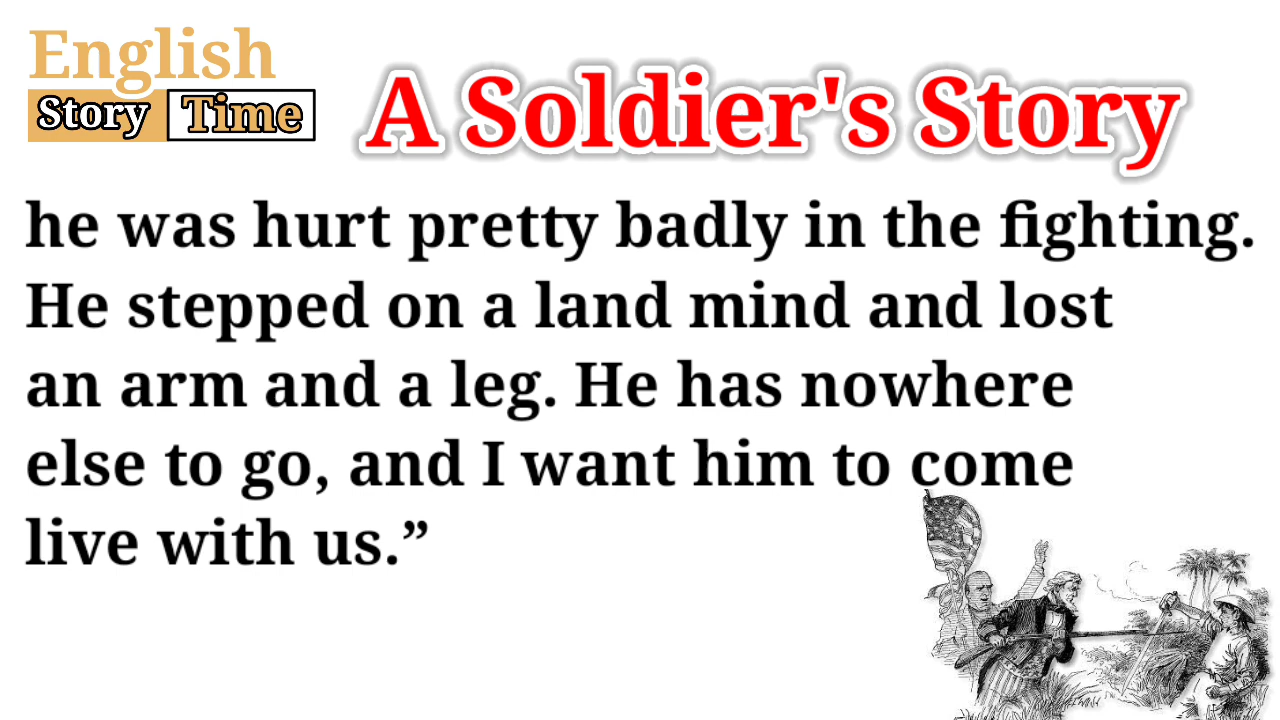 English
Story Time
A Soldier's Story
he was hurt pretty badly in the fighting.
He stepped on a land mind and lost
an arm and a leg. He has nowhere
else to go, and I want him to come
live with us.”